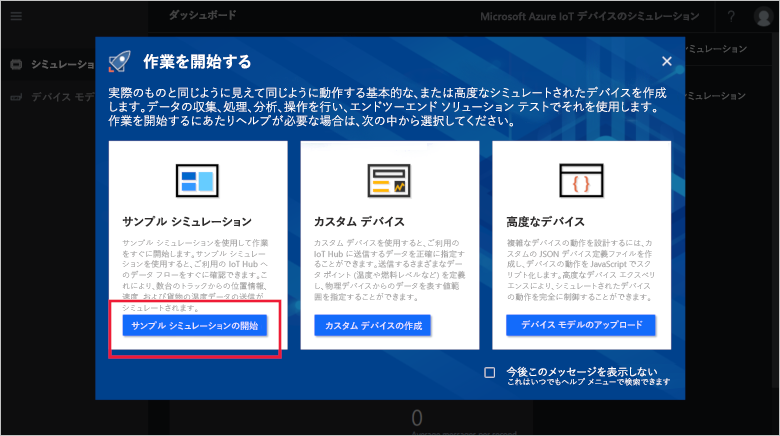 ダッシュボード
Microsoft Azure IoT デバイスのシミュレーション
?
シミュレーショ
ミュレーション
デバイス モデ
ミュレーション
作業を開始する
実際のものと同じように見えて同じように動作する基本的な、または高度なシミュレートされたデバイスを作成
します。データの収集、処理、分析、操作を行い、エンドツーエンド ソリューション テストでそれを使用します。
作業を開始するにあたりヘルプが必要な場合は、次の中から選択してください。
サンプル シミュレーション
サンプル シミュレーションを使用して作業
をすぐに開始します。サンプル シミュレー
ションを使用すると、ご利用の IoT Hub へ
のデータ フローをすぐに確認できます。こ
れにより、数台のトラックからの位置情報、
速度、および貨物の温度データの送信が、
シミュレートされます。
サンプル シミュレーションの開始
カスタム デバイス
カスタム デバイスを使用すると、ご利用の
IoT Hub に送信するデータを正確に指定す
ることができます。送信するさまざまなデー
タ ポイント (温度や燃料レベルなど) を定義
し、物理デバイスからのデータを表す値範
囲を指定することができます。
カスタム デバイスの作成
高度なデバイス
複雑なデバイスの動作を設計するには、カ
スタムの JSON デバイス定義ファイルを作
成し、デバイスの動作を JavaScript でスク
リプト化します。高度なデバイス エクスペリ
エンスにより、シミュレートされたデバイス
の動作を完全に制御することができます。
デバイス モデルのアップロード
今後このメッセージを表示しない
これはいつでもヘルプ メニューで検索できます
0